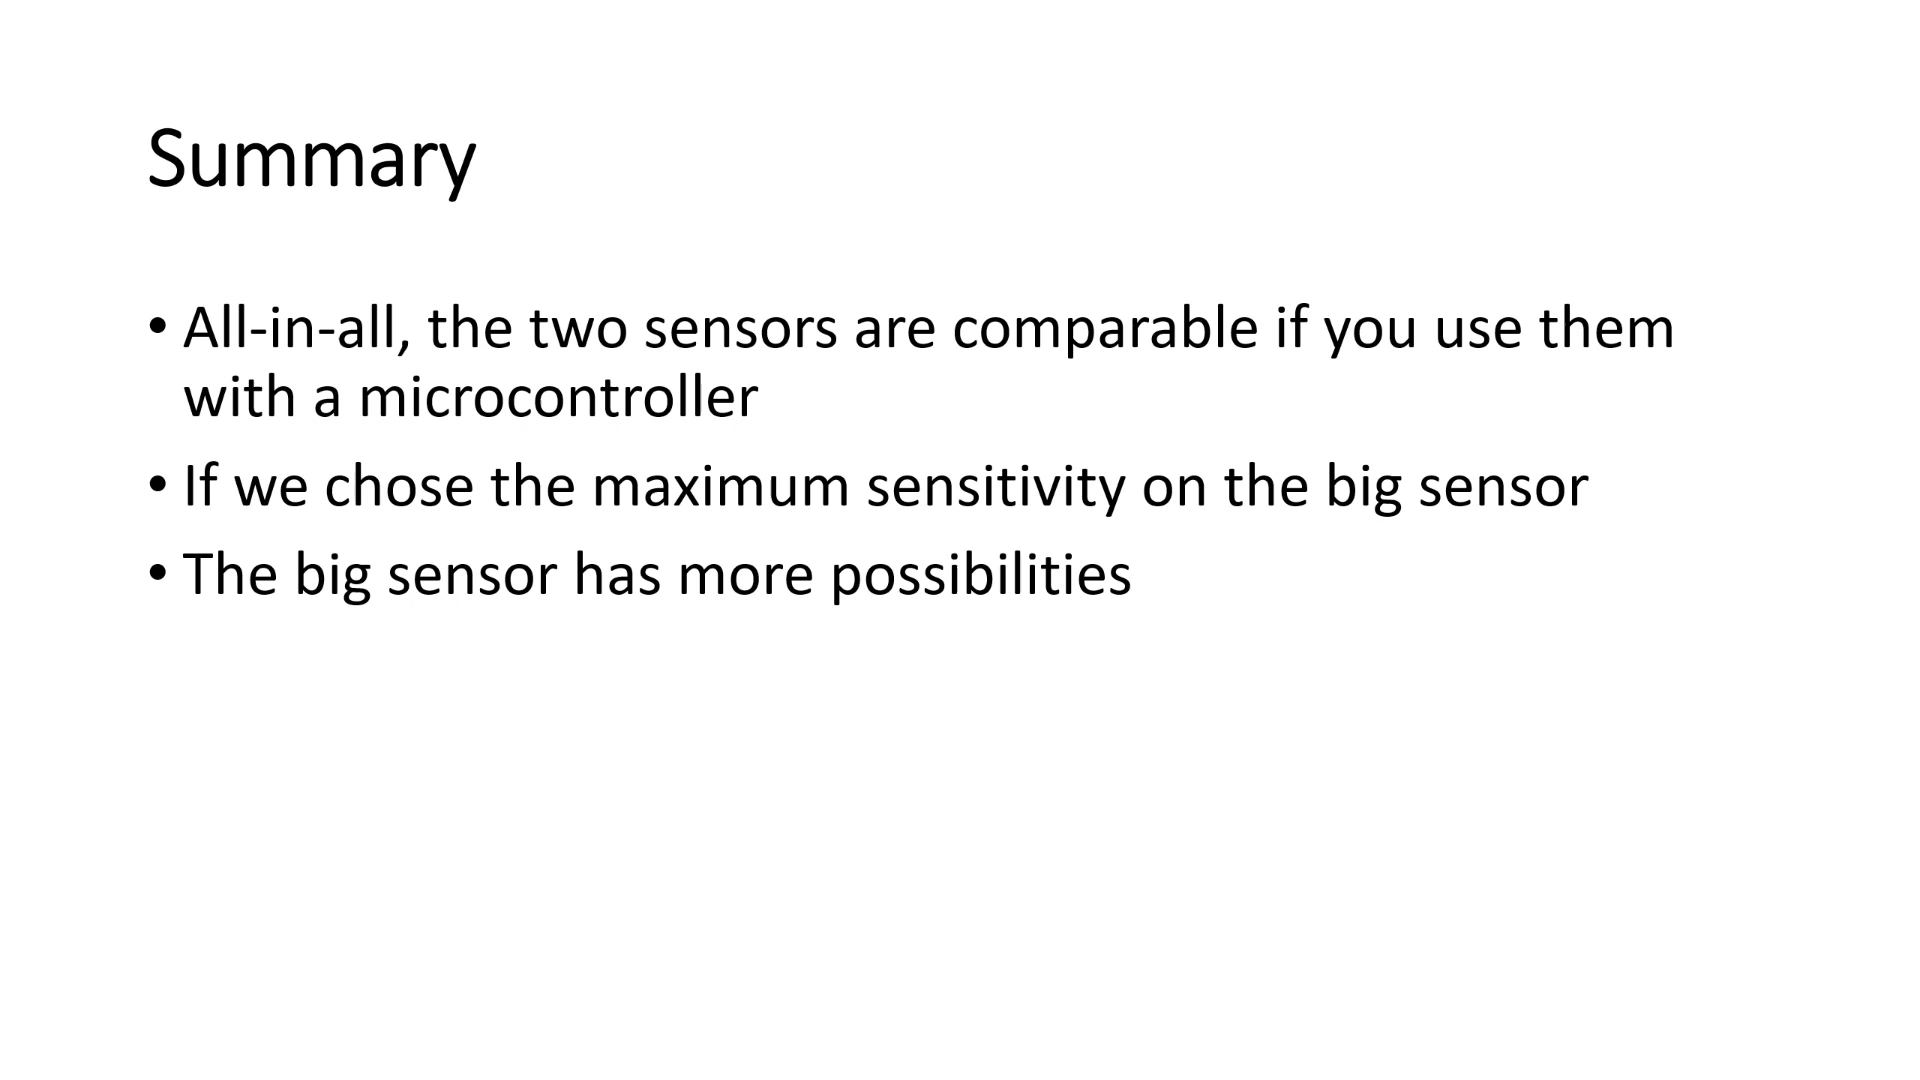 Summary
• All-in-all, the two sensors are comparable if you use them
with a microcontroller
• If we chose the maximum sensitivity on the big sensor
• The big sensor has more possibilities